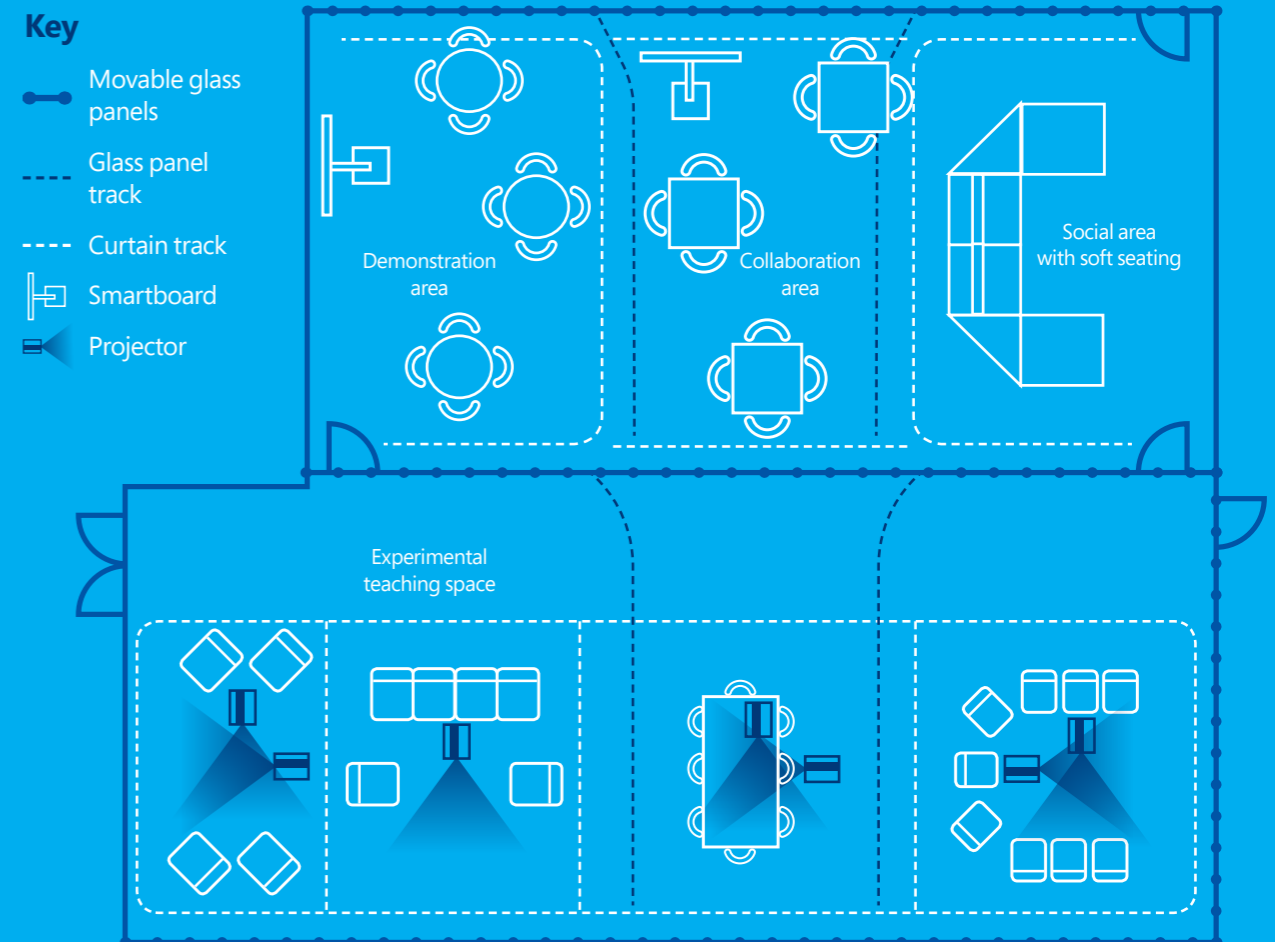 Key
Movable glass
panels
Glass panel
track
Curtain track
Smartboard
Projector
Demonstration
area
Collaboration
area
Social area
with soft seating
Experimental
teaching space